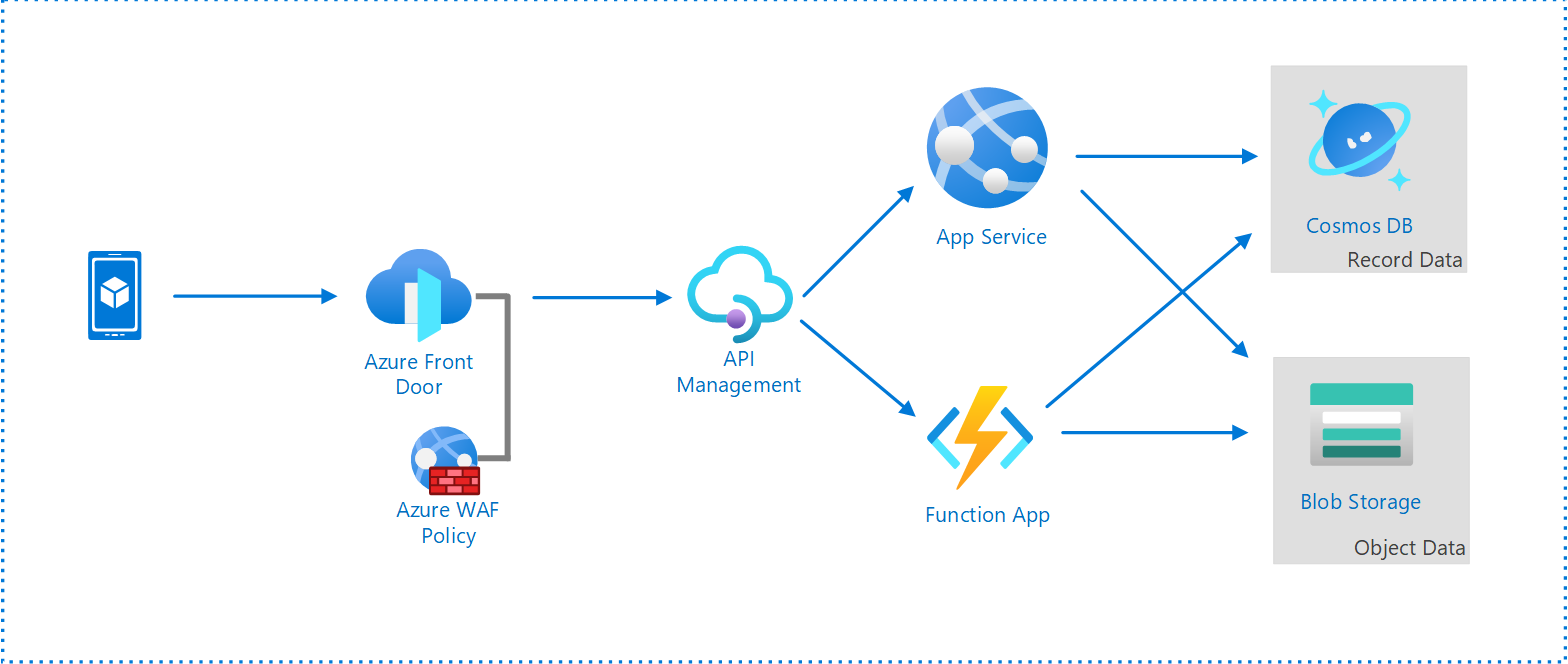 Azure Front
Door
Azure WAF
Policy
API
Management
App Service
Function App
Cosmos DB
Record Data
Blob Storage
Object Data